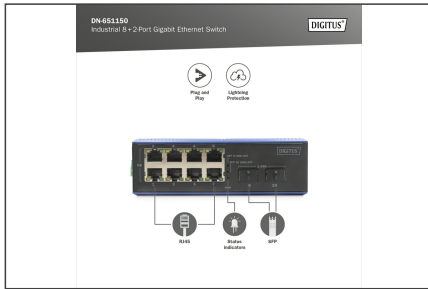 DN-651150
Industrial 8+2-Port Gigabit Ethernet Switch
DIGITUS®
Plug and
Play
Lightning
Protection
DIGITUS
RJ45
Status
Indicators
SFP